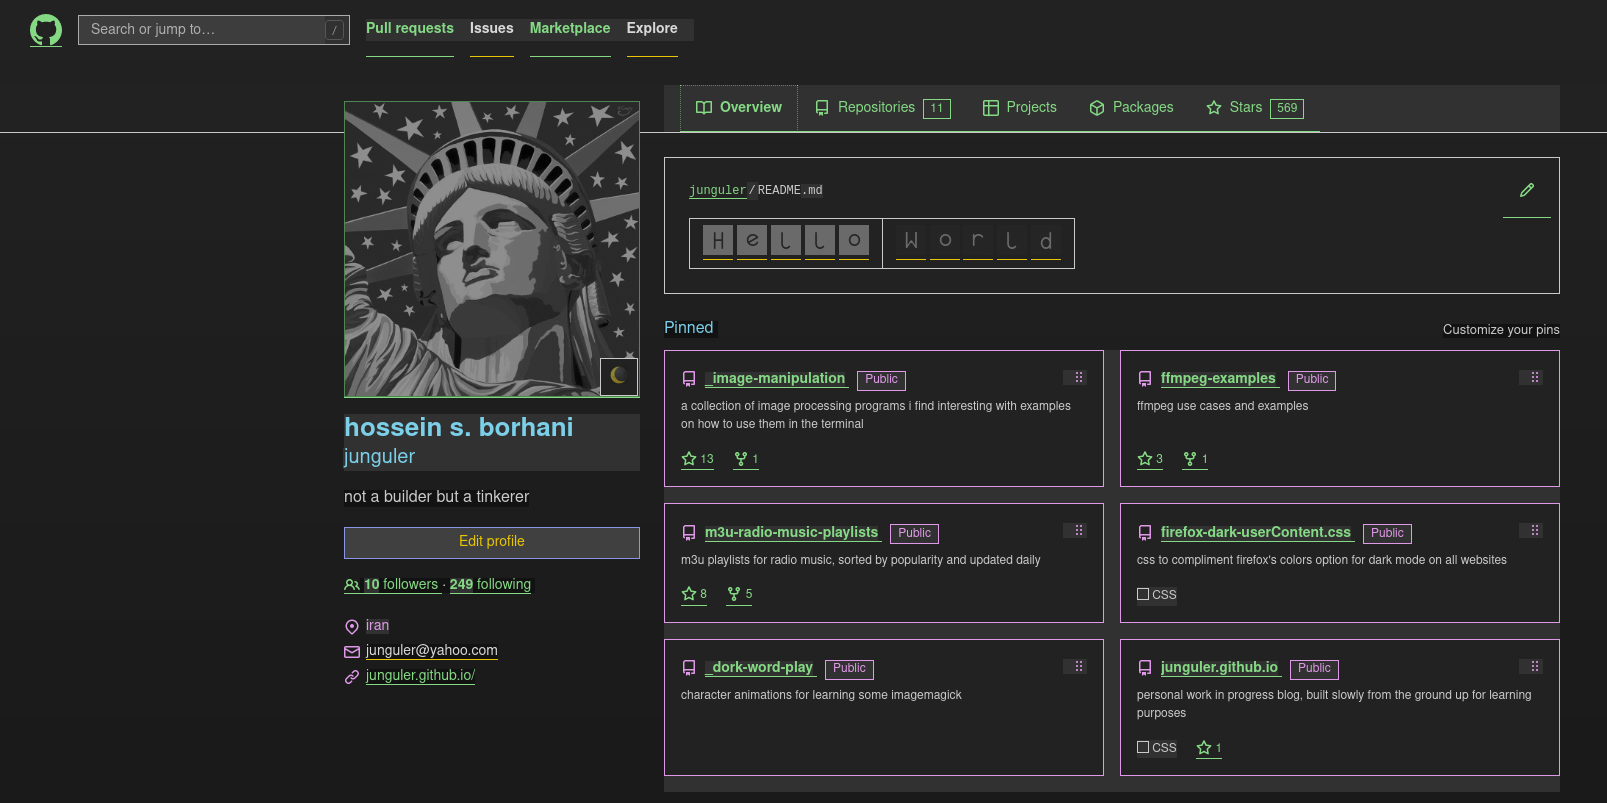 Search or jump to...
/
Pull requests Issues Marketplace Explore
Overview Repositories 11 Projects Packages Stars 569
junguler/README.md
Hello World
hossein s. borhani
junguler
not a builder but a tinkerer
Edit profile
10 followers · 249 following
iran
junguler@yahoo.com
junguler.github.io/
Pinned
Customize your pins
_image-manipulation Public
a collection of image processing programs i find interesting with examples
on how to use them in the terminal
13 1
ffmpeg-examples Public
ffmpeg use cases and examples
3 1
m3u-radio-music-playlists Public
m3u playlists for radio music, sorted by popularity and updated daily
8 5
firefox-dark-userContent.css Public
css to compliment firefox's colors option for dark mode on all websites
CSS
_dork-word-play Public
character animations for learning some imagemagick
junguler.github.io Public
personal work in progress blog, built slowly from the ground up for learning
purposes
CSS 1